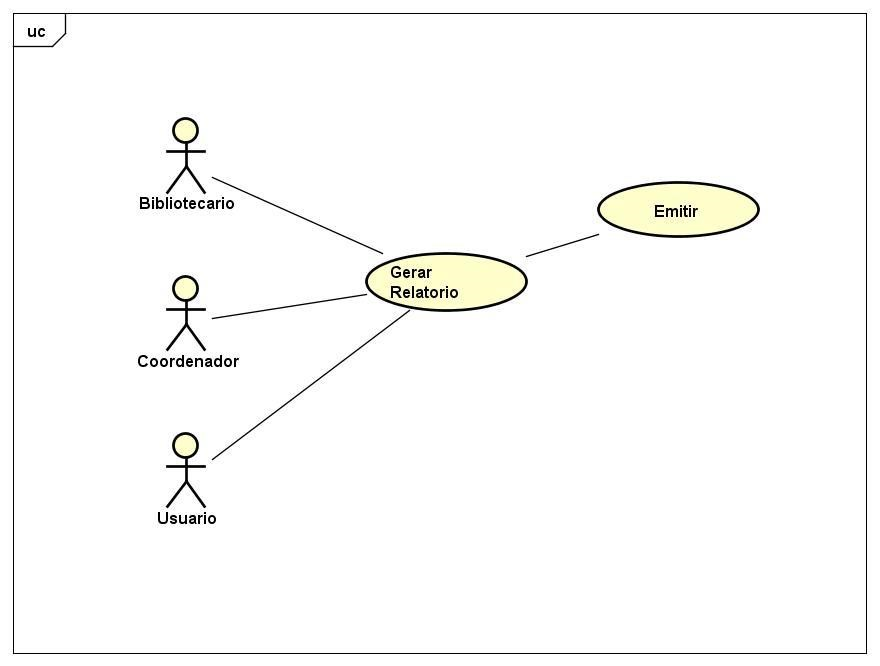 uc
Bibliotecario
Emitir
Gerar
Relatorio
Coordenador
Usuario